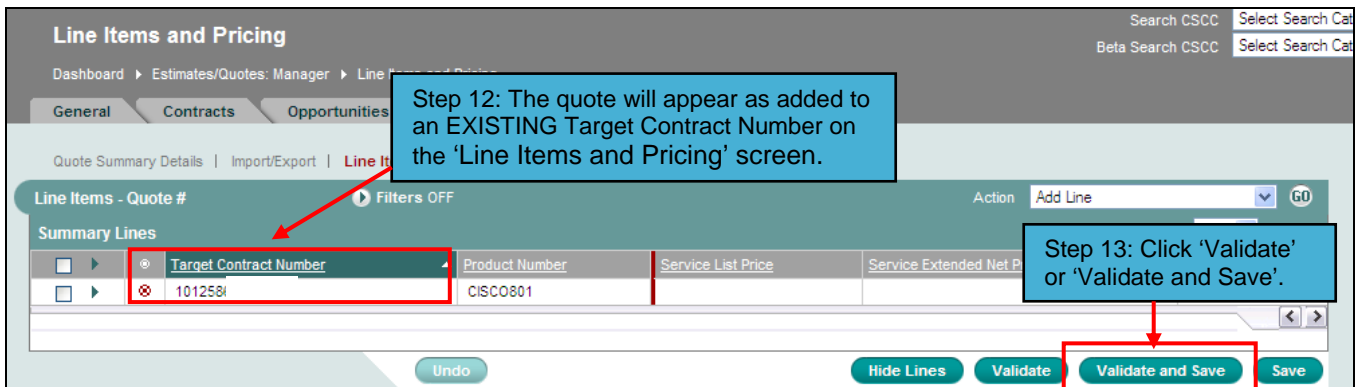 Line Items and Pricing
Search CSCC Select Search Cat
Beta Search CSCC Select Search Cat
Dashboard Estimates/Quotes: Manager Line Items and Pricing
General Contracts Opportunities
Step 12: The quote will appear as added to
an EXISTING Target Contract Number on
the ‘Line Items and Pricing’ screen.
Quote Summary Details | Import/Export | Line It
Line Items - Quote # Filters OFF Action Add Line GO
Summary Lines
Step 13: Click ‘Validate’
or ‘Validate and Save’.
Target Contract Number Product Number Service List Price Service Extended Net P
101258 CISCO801
Undo Hide Lines Validate Validate and Save Save